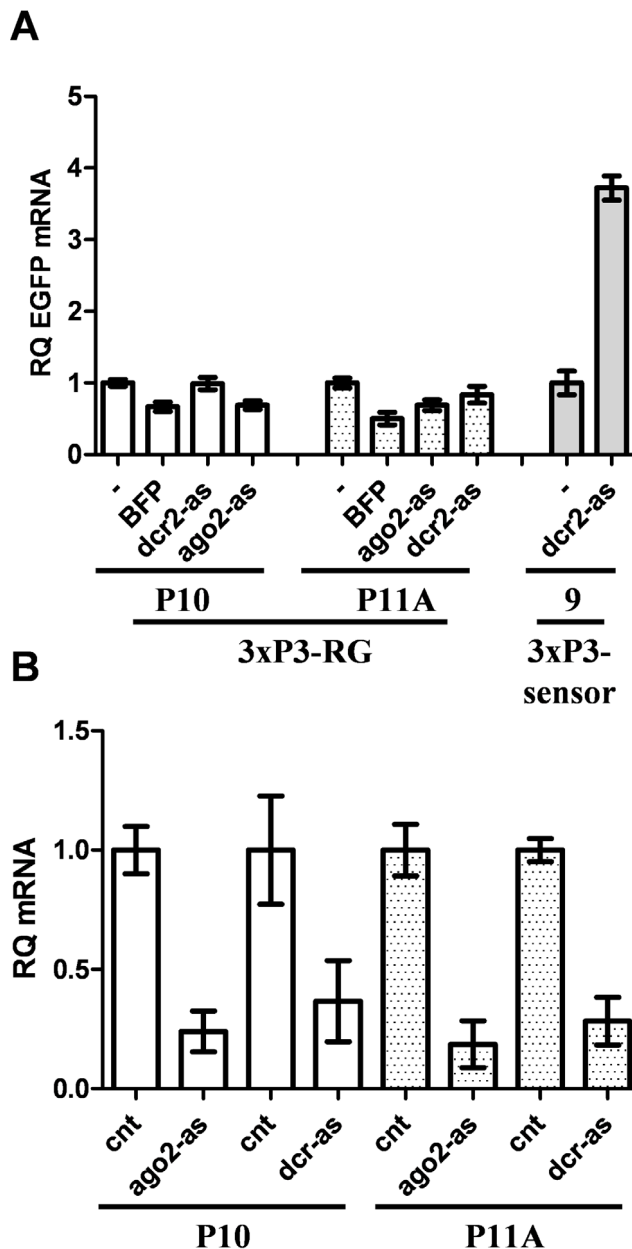 A
RQ EGFP mRNA
5
4
3
2
1
0
- BFP dcr2-as ago2-as - BFP ago2-as dcr2-as - dcr2-as
P10 P11A 9
3xP3-RG 3xP3-
sensor
B
RQ mRNA
1.5
1.0
0.5
0.0
cnt ago2-as cnt dcr-as cnt ago2-as cnt dcr-as
P10 P11A